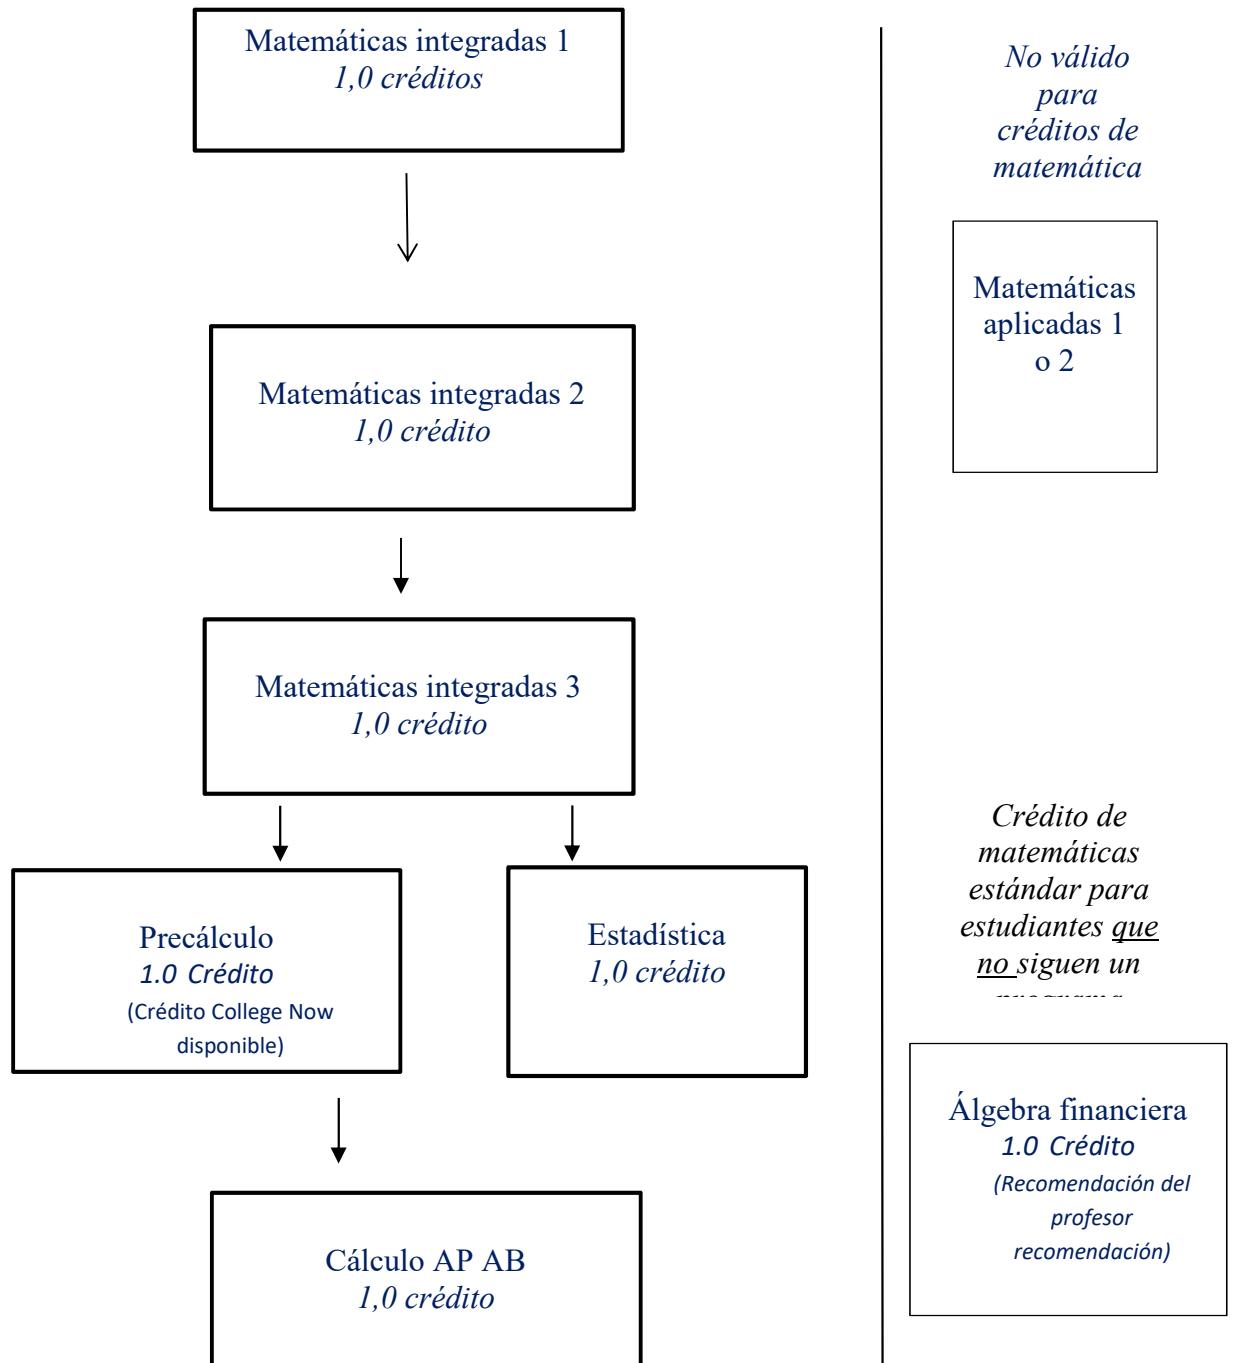 Matemáticas integradas 1
1,0 créditos
No válido
para
créditos de
matemática
Matemáticas
aplicadas 1
o 2
Matemáticas integradas 2
1,0 crédito
Matemáticas integradas 3
1,0 crédito
Crédito de
matemáticas
estándar para
estudiantes que
no siguen un
Precálculo
1.0 Crédito
(Crédito College Now
disponible)
Estadística
1,0 crédito
Álgebra financiera
1.0 Crédito
(Recomendación del
profesor
recomendación)
Cálculo AP AB
1,0 crédito